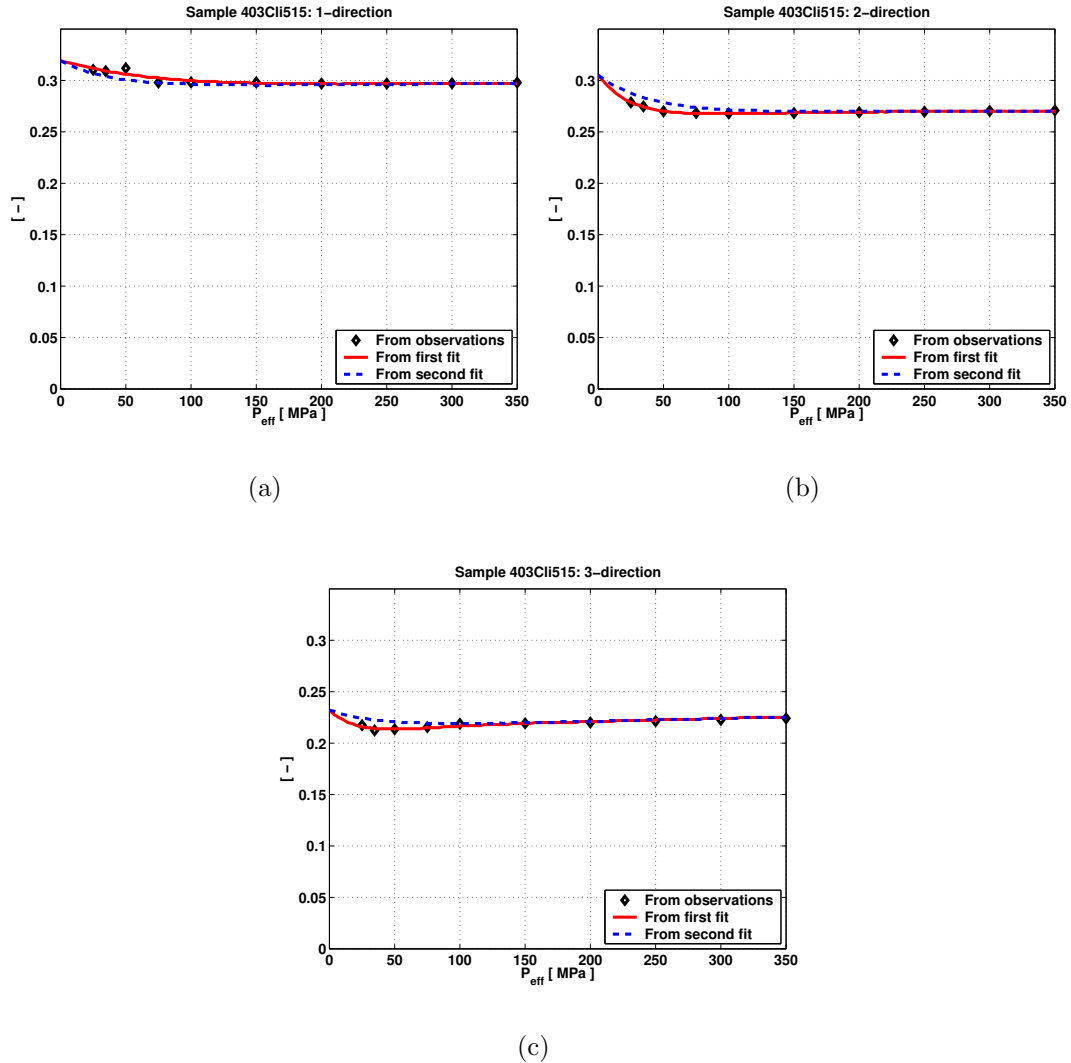 Sample 403Cli515: 1−direction
0.3
0.25
0.2
0.15
0.1
0.05
0
[ − ]
From observations
From first fit
From second fit
0 50 100 150 200 250 300 350
P_eff [ MPa ]
(a)
Sample 403Cli515: 2−direction
0.3
0.25
0.2
0.15
0.1
0.05
0
[ − ]
From observations
From first fit
From second fit
0 50 100 150 200 250 300 350
P_eff [ MPa ]
(b)
Sample 403Cli515: 3−direction
0.3
0.25
0.2
0.15
0.1
0.05
0
[ − ]
From observations
From first fit
From second fit
0 50 100 150 200 250 300 350
P_eff [ MPa ]
(c)